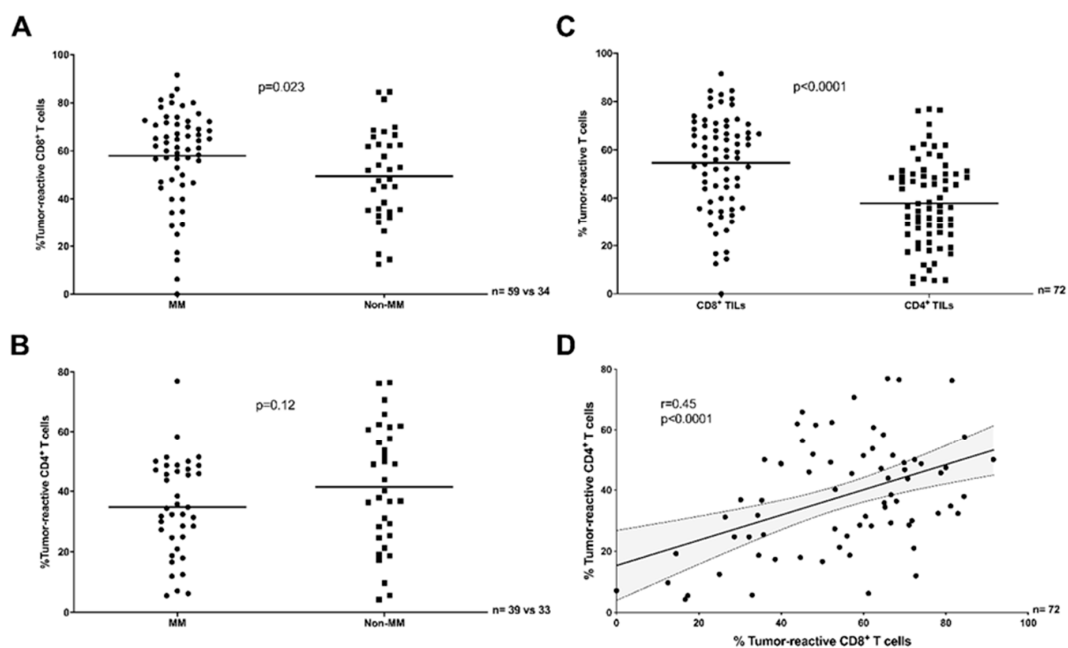 A
100
80
60
40
20
0
%Tumor-reactive CD8⁺ T cells
p=0.023
MM
Non-MM
n= 59 vs 34
B
80
60
40
20
0
%Tumor-reactive CD4⁺ T cells
p=0.12
MM
Non-MM
n= 39 vs 33
C
100
80
60
40
20
0
% Tumor-reactive T cells
p<0.0001
CD8⁺ TILs
CD4⁺ TILs
n= 72
D
80
60
40
20
0
% Tumor-reactive CD4⁺ T cells
r=0.45
p<0.0001
0 20 40 60 80 100
% Tumor-reactive CD8⁺ T cells
n= 72